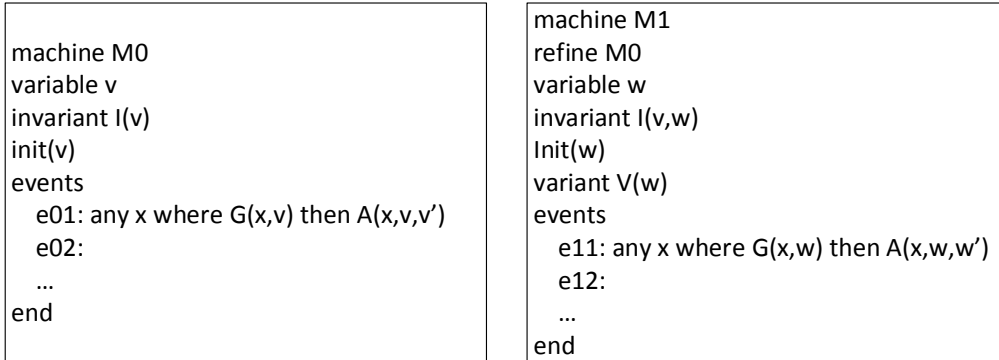 machine M0
variable v
invariant I(v)
init(v)
events
e01: any x where G(x,v) then A(x,v,v’)
e02:
…
end
machine M1
refine M0
variable w
invariant I(v,w)
Init(w)
variant V(w)
events
e11: any x where G(x,w) then A(x,w,w’)
e12:
…
end